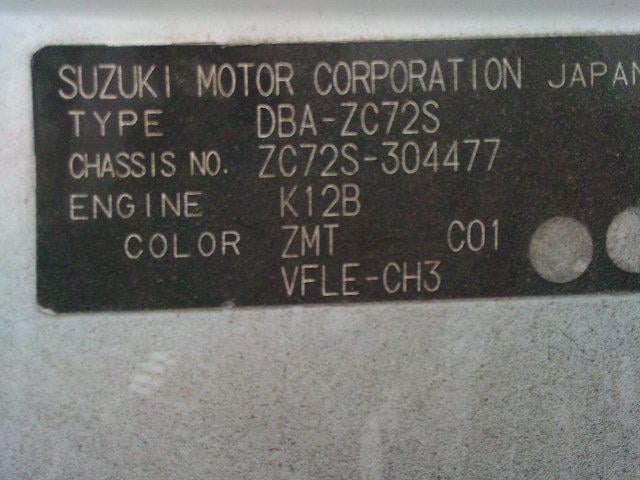 SUZUKI MOTOR CORPORATION JAPAN
TYPE DBA-ZC72S
CHASSIS NO. ZC72S-304477
ENGINE K12B
COLOR ZMT C01
VFLE-CH3